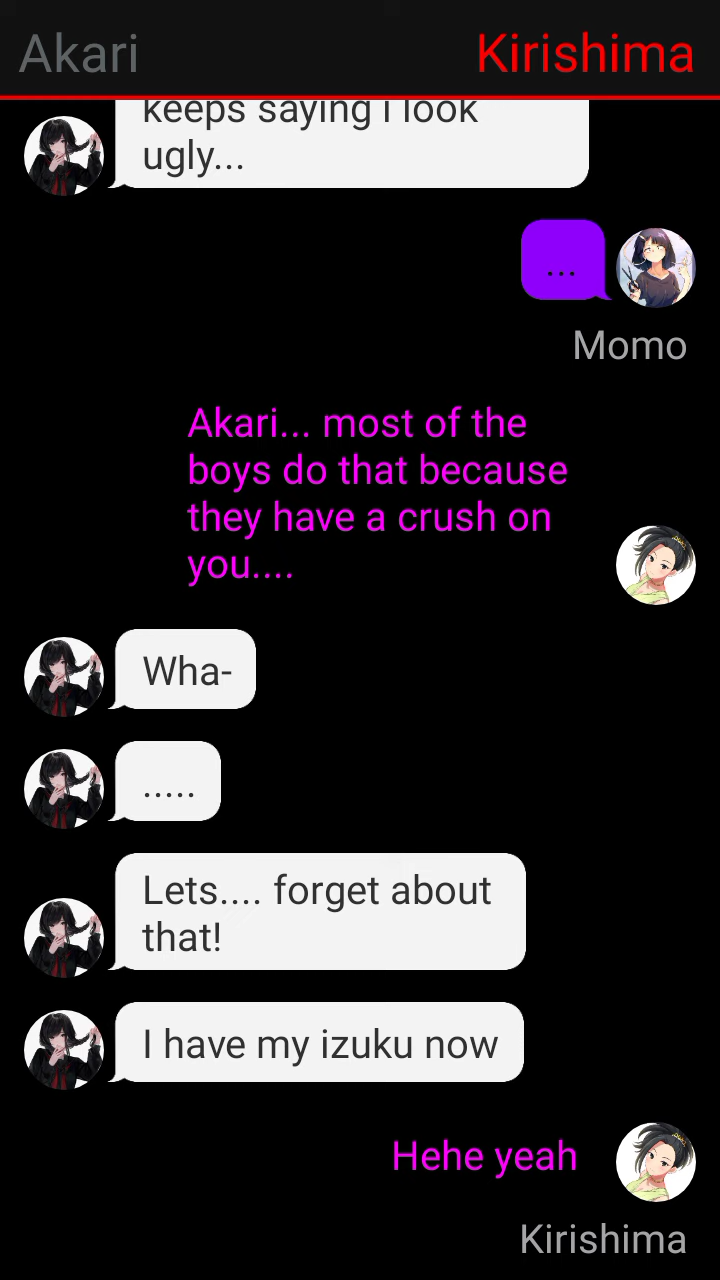 Akari
Kirishima
keeps saying I look
ugly...
...
Momo
Akari... most of the
boys do that because
they have a crush on
you....
Wha-
.....
Lets.... forget about
that!
I have my izuku now
Hehe yeah
Kirishima